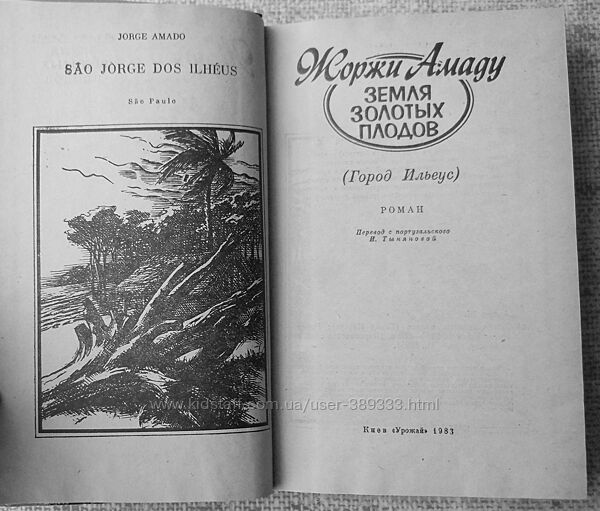 JORGE AMADO
SÃO JÒRGE DOS ILHÉUS
São Paulo
Жоржи Амаду
ЗЕМЛЯ
ЗОЛОТЫХ
ПЛОДОВ
(Город Ильеус)
РОМАН
Перевод с португальского
И. Тыняновой
www.kidstaff.com.ua/user-389333.html
Киев «Урожай» 1983